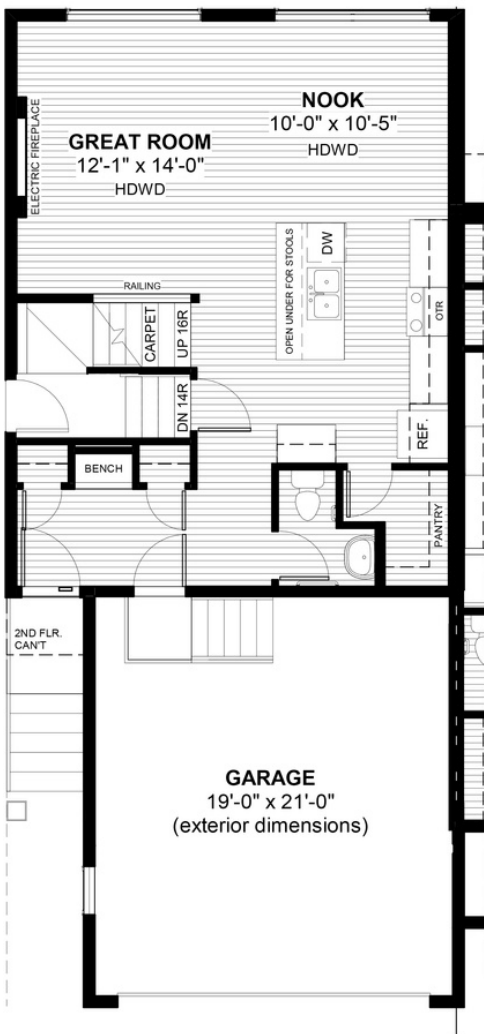 NOOK
10'-0" x 10'-5"
HDWD
GREAT ROOM
12'-1" x 14'-0"
HDWD
ELECTRIC FIREPLACE
OPEN UNDER FOR STOOLS
DW
OTR
RAILING
CARPET
UP 16R
DN 14R
REF.
BENCH
PANTRY
2ND FLR.
CAN'T
GARAGE
19'-0" x 21'-0"
(exterior dimensions)